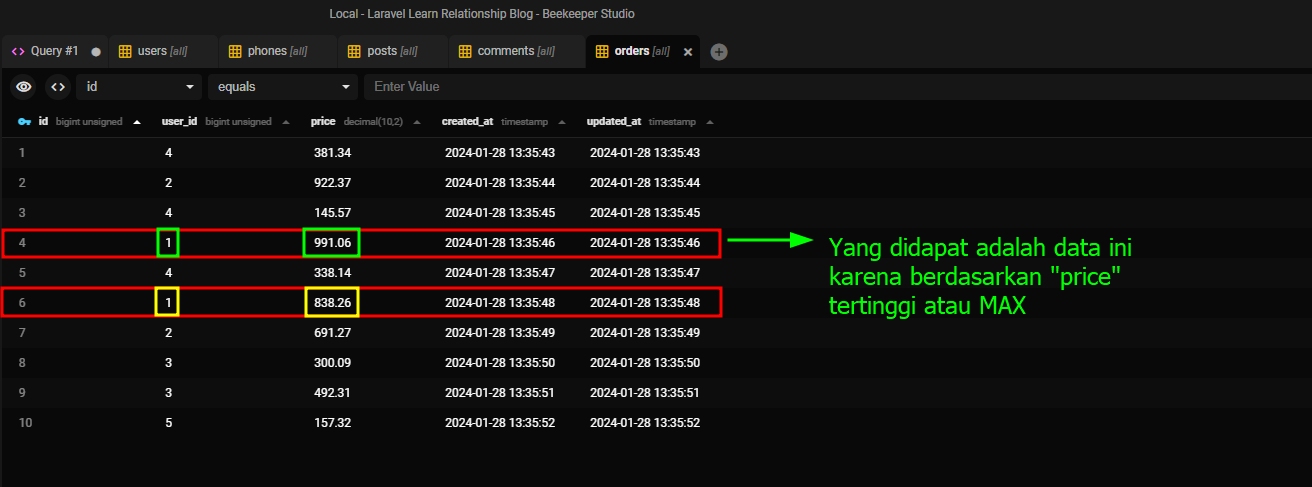 Local - Laravel Learn Relationship Blog - Beekeeper Studio
Query #1 users [all] phones [all] posts [all] comments [all] orders [all]
id equals Enter Value
id bigint unsigned user_id bigint unsigned price decimal(10,2) created_at timestamp updated_at timestamp
1 4 381.34 2024-01-28 13:35:43 2024-01-28 13:35:43
2 2 922.37 2024-01-28 13:35:44 2024-01-28 13:35:44
3 4 145.57 2024-01-28 13:35:45 2024-01-28 13:35:45
4 1 991.06 2024-01-28 13:35:46 2024-01-28 13:35:46
5 4 338.14 2024-01-28 13:35:47 2024-01-28 13:35:47
6 1 838.26 2024-01-28 13:35:48 2024-01-28 13:35:48
7 2 691.27 2024-01-28 13:35:49 2024-01-28 13:35:49
8 3 300.09 2024-01-28 13:35:50 2024-01-28 13:35:50
9 3 492.31 2024-01-28 13:35:51 2024-01-28 13:35:51
10 5 157.32 2024-01-28 13:35:52 2024-01-28 13:35:52
Yang didapat adalah data ini
karena berdasarkan "price"
tertinggi atau MAX